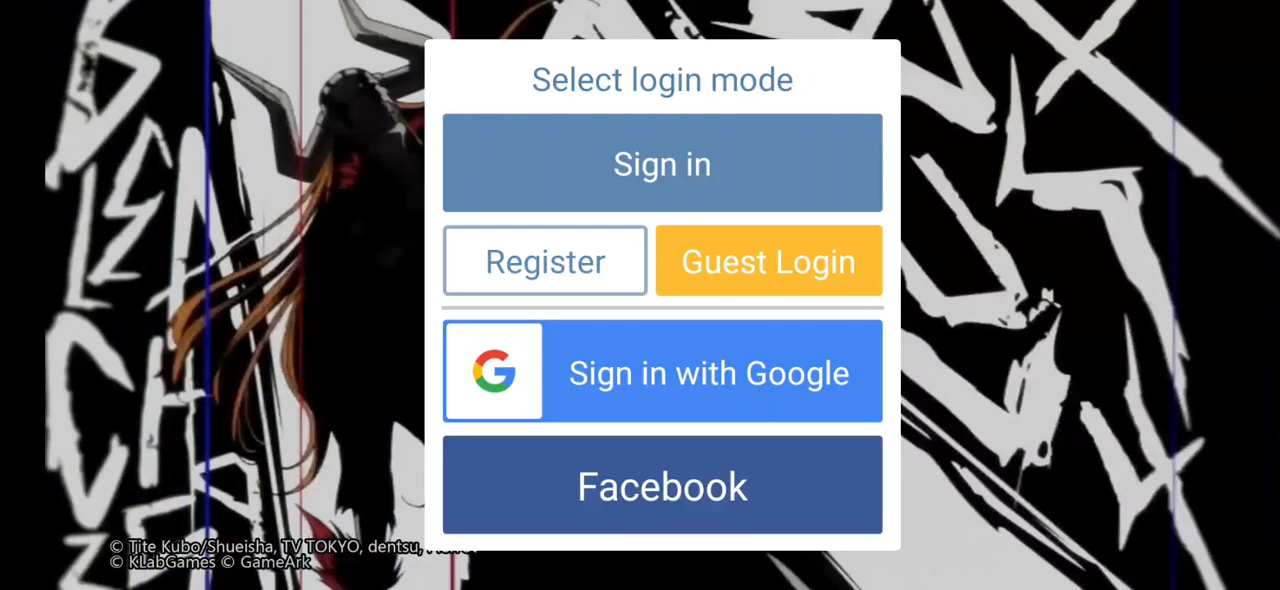 Select login mode
Sign in
Register
Guest Login
G
Sign in with Google
Facebook
© Tite Kubo/Shueisha, TV TOKYO, dentsu,
© KLabGames © GameArk